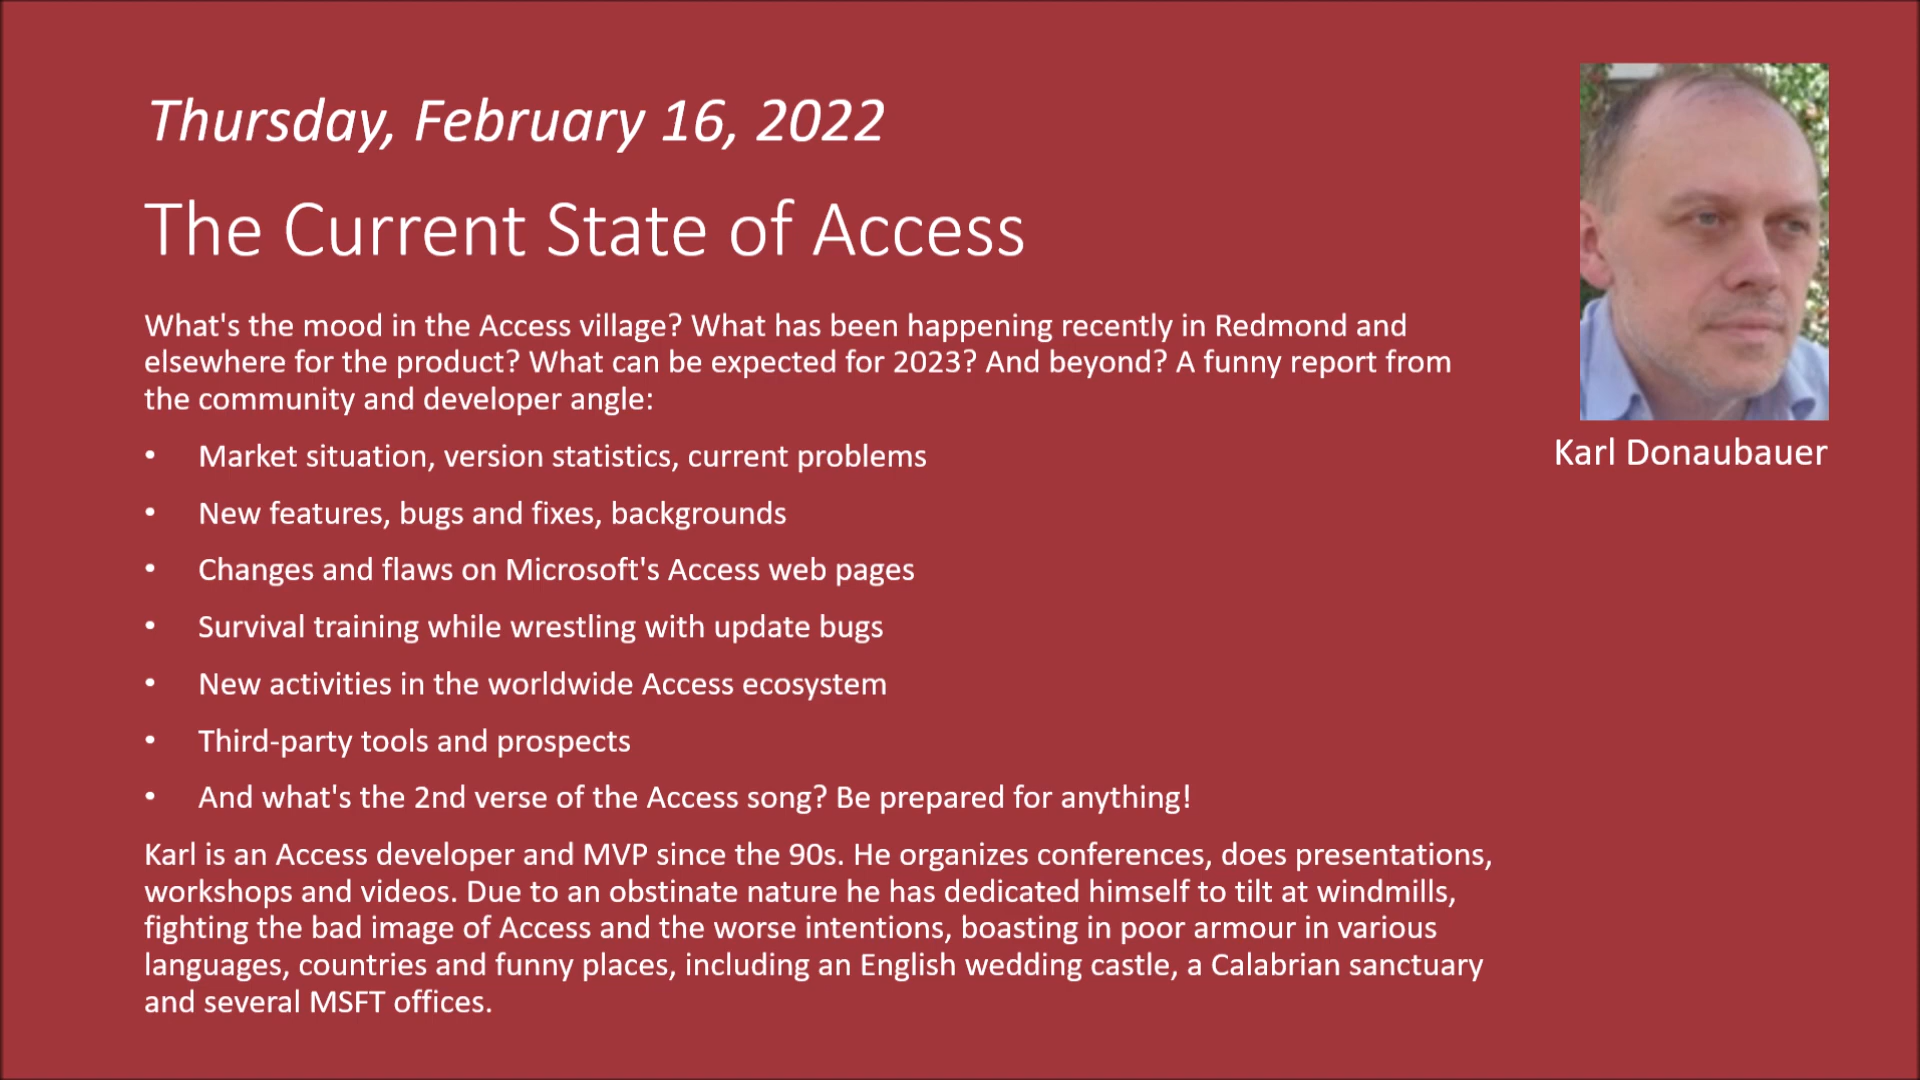 Thursday, February 16, 2022
The Current State of Access
What's the mood in the Access village? What has been happening recently in Redmond and
elsewhere for the product? What can be expected for 2023? And beyond? A funny report from
the community and developer angle:
• Market situation, version statistics, current problems
• New features, bugs and fixes, backgrounds
• Changes and flaws on Microsoft's Access web pages
• Survival training while wrestling with update bugs
• New activities in the worldwide Access ecosystem
• Third-party tools and prospects
• And what's the 2nd verse of the Access song? Be prepared for anything!
Karl is an Access developer and MVP since the 90s. He organizes conferences, does presentations,
workshops and videos. Due to an obstinate nature he has dedicated himself to tilt at windmills,
fighting the bad image of Access and the worse intentions, boasting in poor armour in various
languages, countries and funny places, including an English wedding castle, a Calabrian sanctuary
and several MSFT offices.
Karl Donaubauer